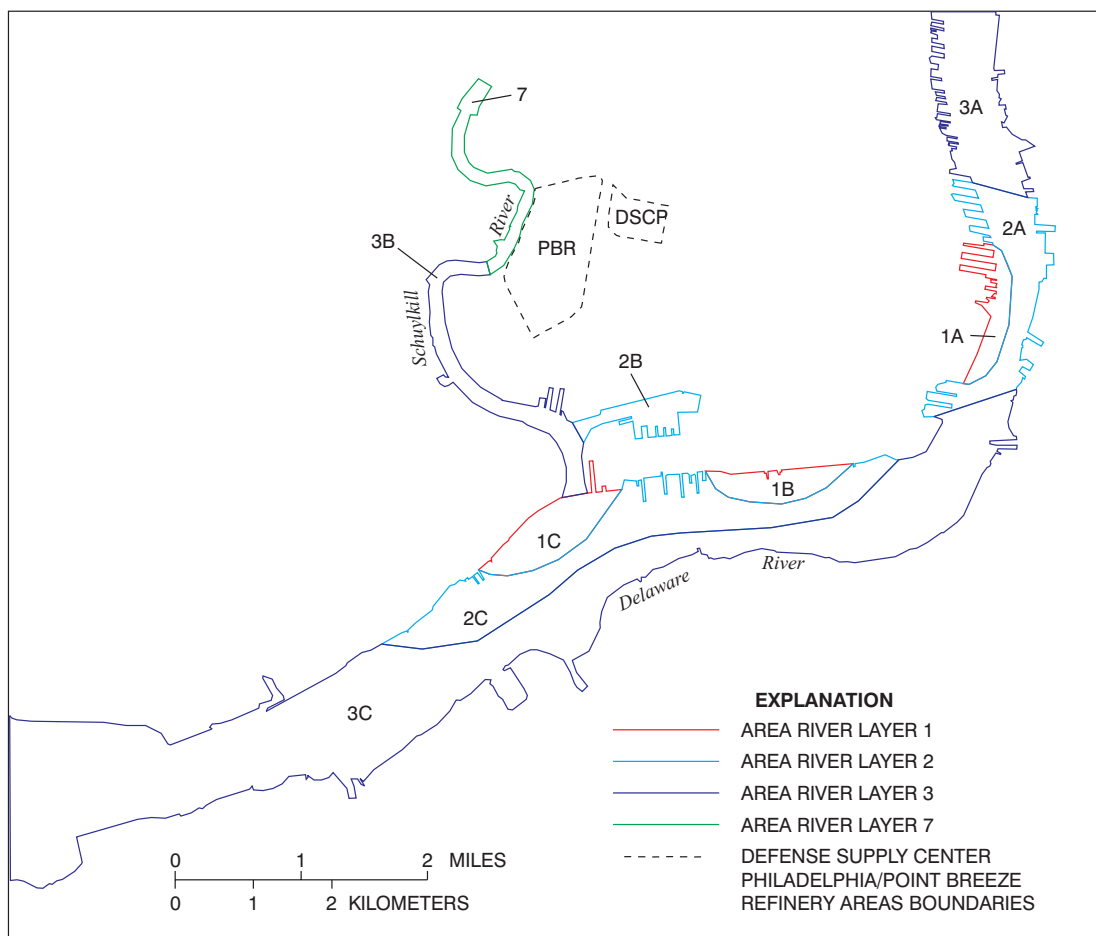 7
3A
DSCP
2A
River
PBR
3B
Schuylkill
1A
2B
1B
1C
River
Delaware
2C
3C
EXPLANATION
AREA RIVER LAYER 1
AREA RIVER LAYER 2
AREA RIVER LAYER 3
AREA RIVER LAYER 7
DEFENSE SUPPLY CENTER
PHILADELPHIA/POINT BREEZE
REFINERY AREAS BOUNDARIES
0 1 2 MILES
0 1 2 KILOMETERS